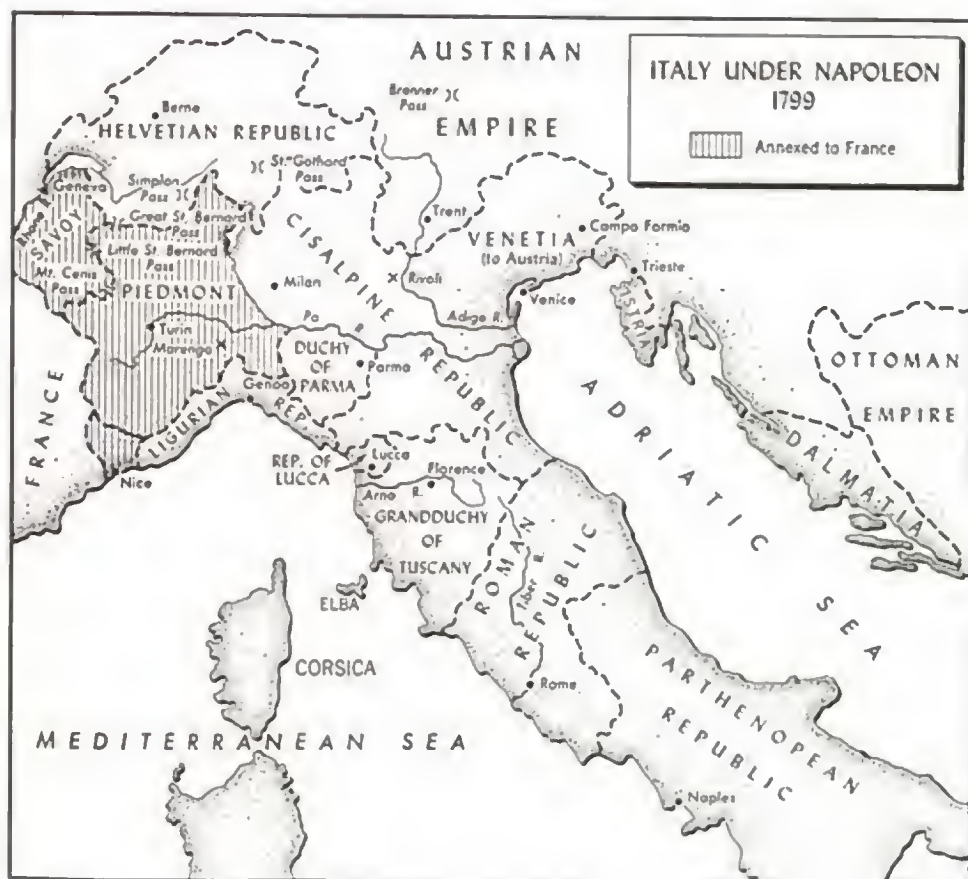 AUSTRIAN
EMPIRE
ITALY UNDER NAPOLEON
1799
Annexed to France
Brenner
Pass
Berne
HELVETIAN REPUBLIC
St. Gothard
Pass
Simplon
Pass
Geneva
Great St. Bernard
Pass
Rhone
SAVOY
Little St. Bernard
Pass
Mt. Cenis
Pass
PIEDMONT
CISALPINE
REPUBLIC
Trent
VENETIA
(to Austria)
Campo Formio
Trieste
Rivoli
Milan
Venice
Adige R.
ISTRIA
Po R.
Turin
Marengo
DUCHY
OF
PARMA
Parma
Genoa
LIGURIAN REP.
FRANCE
Nice
OTTOMAN
EMPIRE
DALMATIA
ADRIATIC SEA
REP. OF
LUCCA
Lucca
Florence
Arno R.
GRANDDUCHY
OF
TUSCANY
ROMAN
REPUBLIC
Tiber R.
ELBA
CORSICA
Rome
PARTHENOPEAN
REPUBLIC
MEDITERRANEAN SEA
Naples